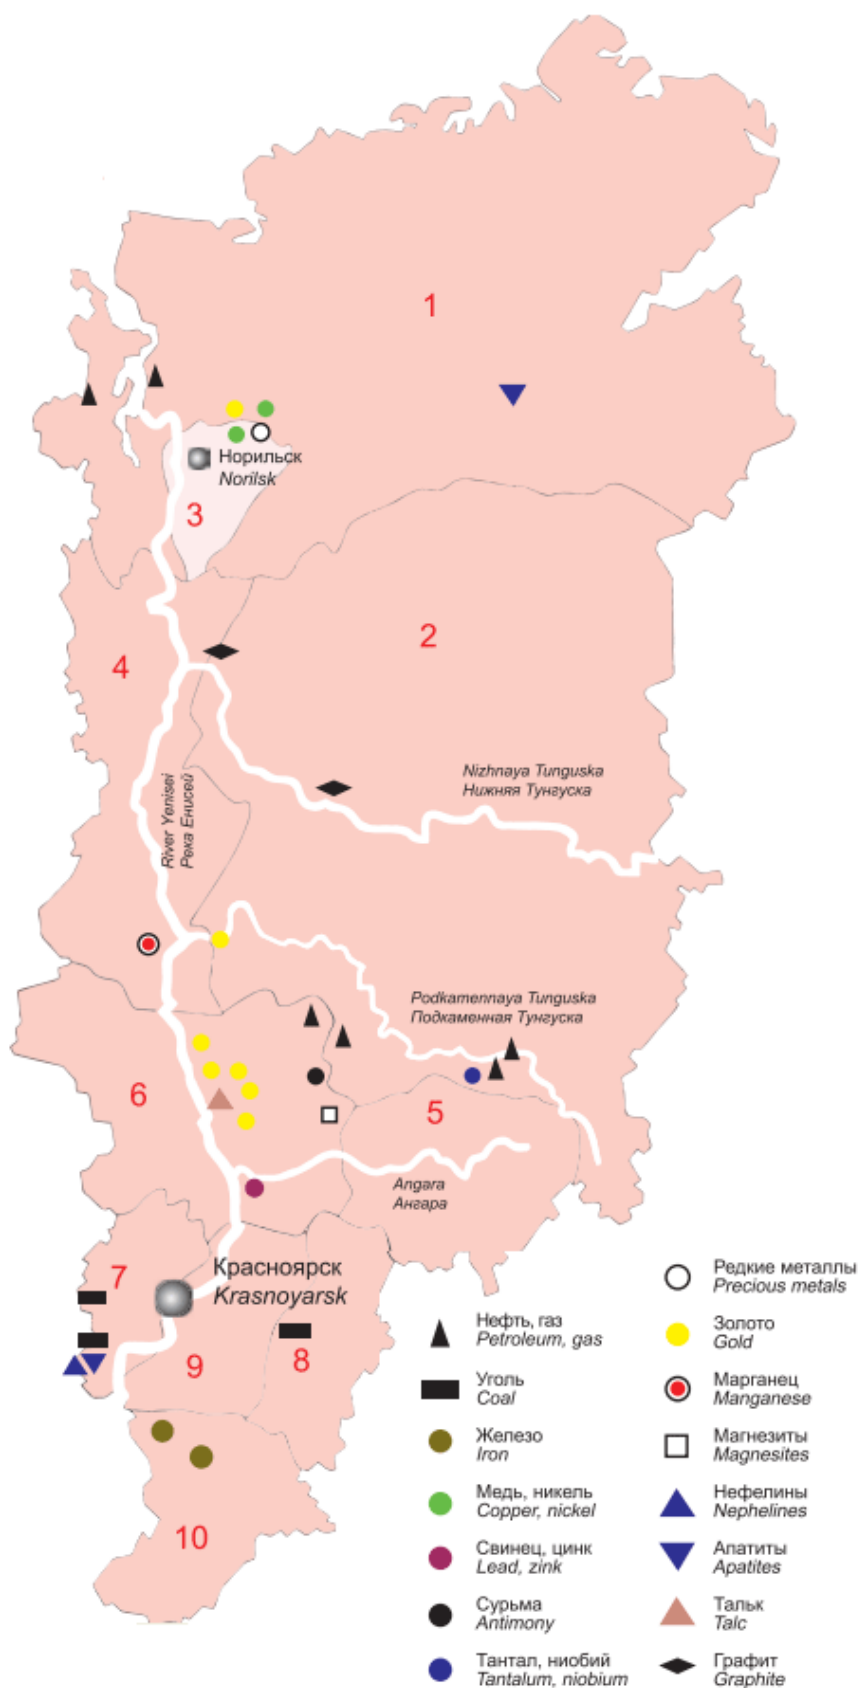 1
Норильск
Norilsk
3
2
4
Nizhnaya Tunguska
Нижняя Тунгуска
River Yenisei
Река Енисей
Podkamennaya Tunguska
Подкаменная Тунгуска
6
5
Angara
Ангара
7
Красноярск
Krasnoyarsk
9
8
10
Нефть, газ
Petroleum, gas
Уголь
Coal
Железо
Iron
Медь, никель
Copper, nickel
Свинец, цинк
Lead, zink
Сурьма
Antimony
Тантал, ниобий
Tantalum, niobium
Редкие металлы
Precious metals
Золото
Gold
Марганец
Manganese
Магнезиты
Magnesites
Нефелины
Nephelines
Апатиты
Apatites
Тальк
Talc
Графит
Graphite